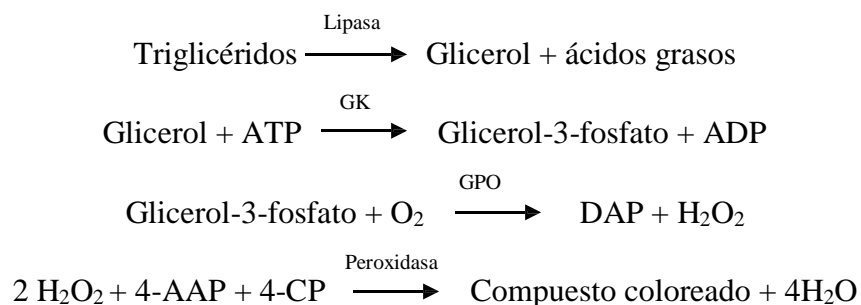 Lipasa
Triglicéridos Glicerol + ácidos grasos
GK
Glicerol + ATP Glicerol-3-fosfato + ADP
GPO
Glicerol-3-fosfato + O₂ DAP + H₂O₂
Peroxidasa
2 H₂O₂ + 4-AAP + 4-CP Compuesto coloreado + 4H₂O